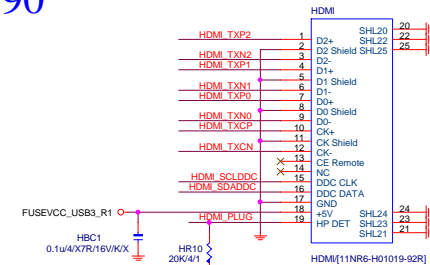 90
HDMI
HDMI_TXP2 1 D2+ SHL20 20
2 D2 Shield SHL22 22
HDMI_TXN2 3 D2- SHL25 25
HDMI_TXP1 4 D1+
5 D1 Shield
HDMI_TXN1 6 D1-
HDMI_TXP0 7 D0+
8 D0 Shield
HDMI_TXN0 9 D0-
HDMI_TXCP 10 CK+
11 CK Shield
HDMI_TXCN 12 CK-
13 CE Remote
14 NC
HDMI_SCLDDC 15 DDC CLK
HDMI_SDADDC 16 DDC DATA
17 GND
FUSEVCC_USB3_R1 18 +5V SHL24 24
HDMI_PLUG 19 HP DET SHL23 23
SHL21 21
HBC1
0.1u/4/X7R/16V/K/X
HR10
20K/4/1
HDMI/[11NR6-H01019-92R]